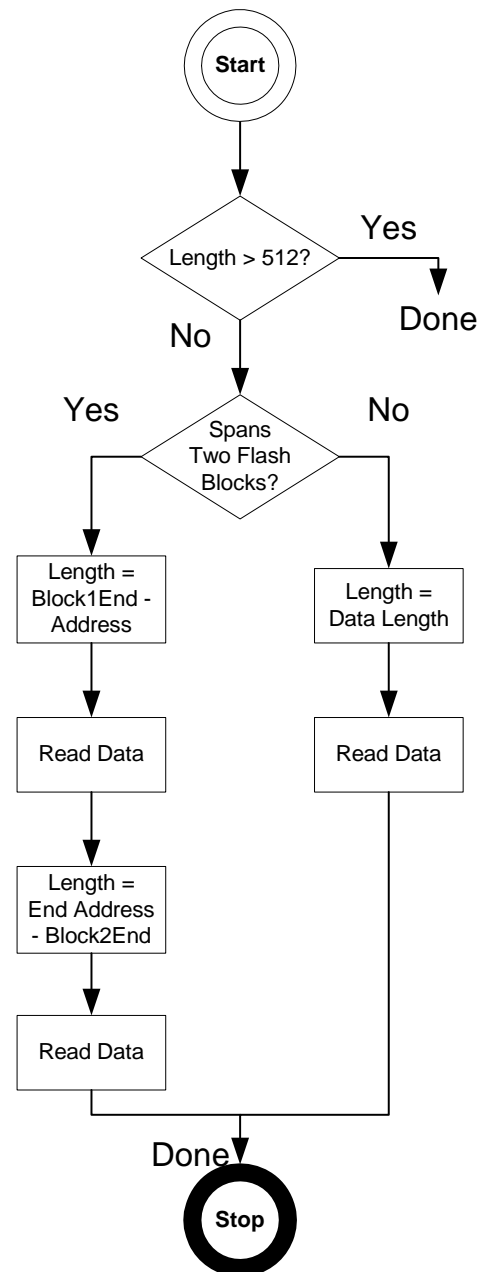 Start
Length > 512?
Yes
Done
No
Yes
Spans
Two Flash
Blocks?
No
Length =
Block1End -
Address
Length =
Data Length
Read Data
Read Data
Length =
End Address
- Block2End
Read Data
Done
Stop